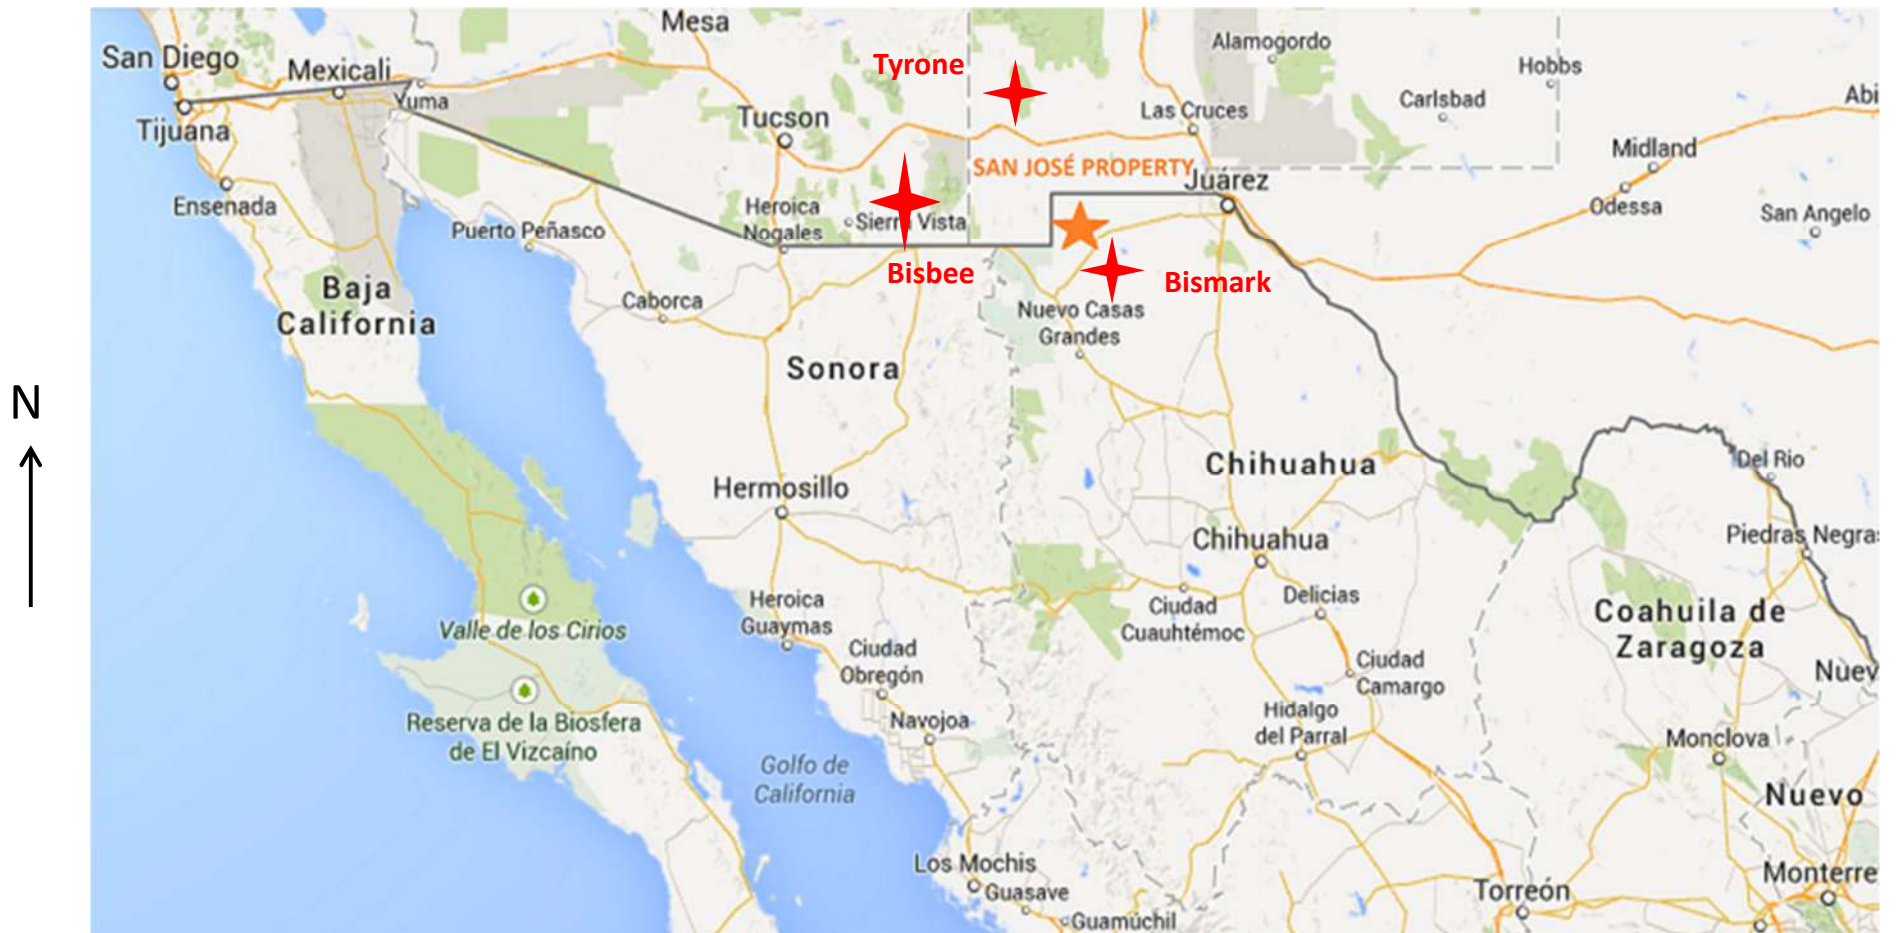 Mesa
San Diego
Mexicali
Yuma
Tijuana
Ensenada
Tyrone
Alamogordo
Hobbs
Carlsbad
Abi
Las Cruces
Tucson
Midland
SAN JOSÉ PROPERTY
Juárez
Odessa
San Angelo
Puerto Peñasco
Heroica
Nogales
Sierra Vista
Bisbee
Bismark
Baja
California
Caborca
Nuevo Casas
Grandes
Sonora
N
Chihuahua
Del Rio
Hermosillo
Chihuahua
Piedras Negras
Heroica
Guaymas
Ciudad
Cuauhtémoc
Delicias
Coahuila de
Zaragoza
Valle de los Cirios
Ciudad
Obregón
Ciudad
Camargo
Nuev
Reserva de la Biosfera
de El Vizcaíno
Navojoa
Hidalgo
del Parral
Monclova
Golfo de
California
Nuevo
Los Mochis
Guasave
Guamúchil
Torreón
Monterre